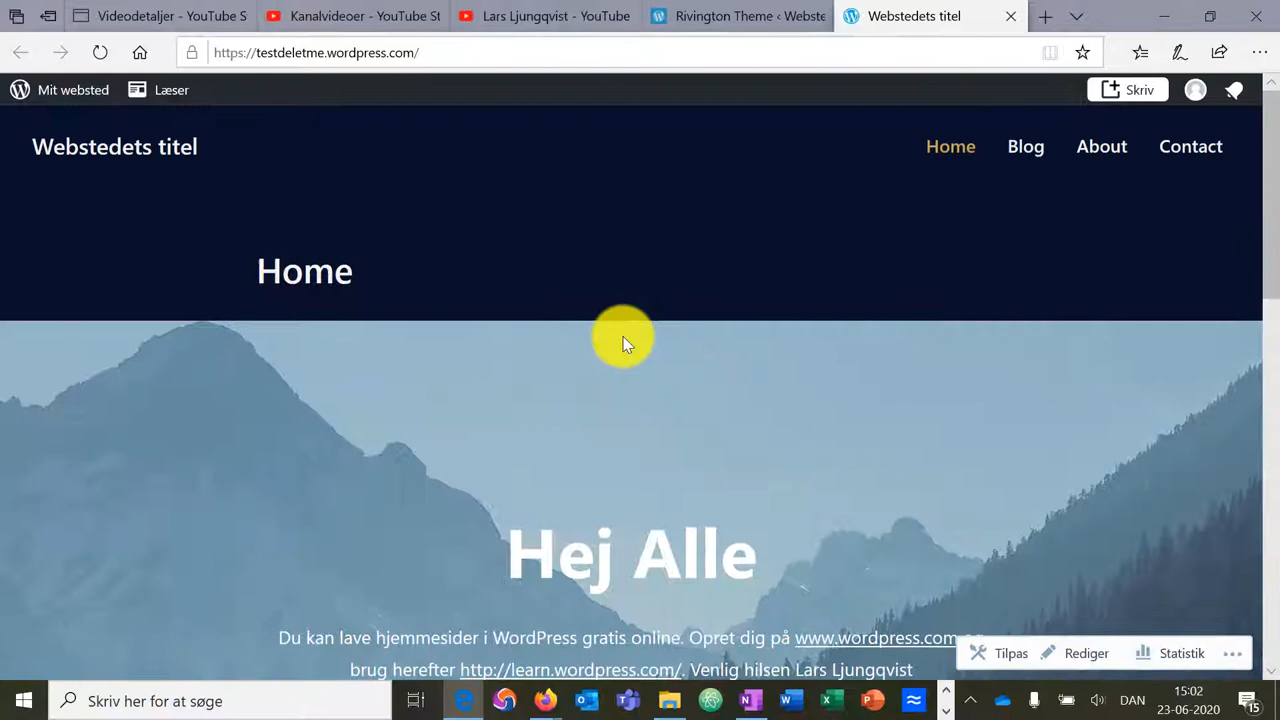 Videodetaljer - YouTube S
Kanalvideoer - YouTube St
Lars Ljungqvist - YouTube
Rivington Theme ‹ Webste
Webstedets titel
https://testdeletme.wordpress.com/
Mit websted
Læser
Skriv
Webstedets titel
Home
Blog
About
Contact
Home
Hej Alle
Du kan lave hjemmesider i WordPress gratis online. Opret dig på www.wordpress.com og
brug herefter http://learn.wordpress.com/. Venlig hilsen Lars Ljungqvist
Tilpas
Rediger
Statistik
Skriv her for at søge
DAN
15:02
23-06-2020
15